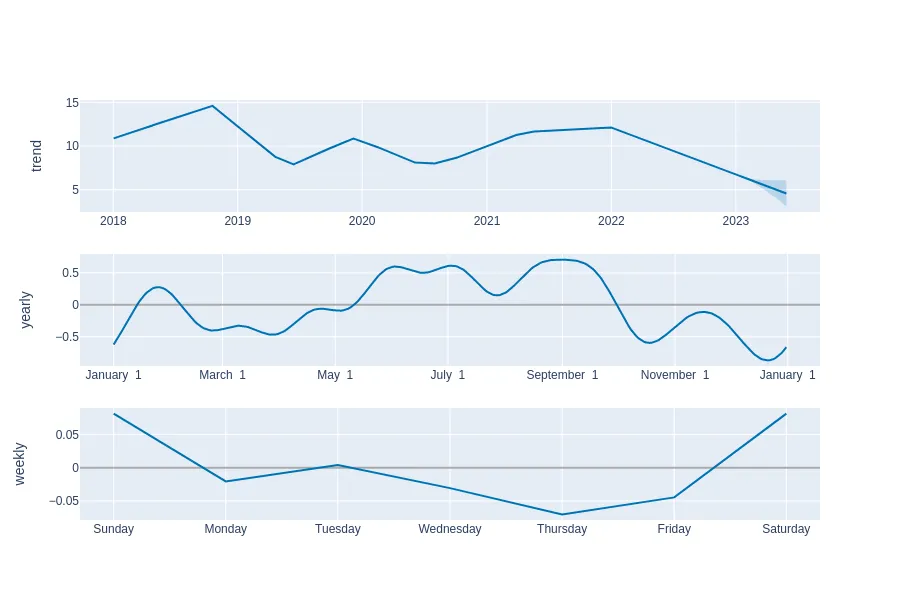 trend
15
10
5
2018 2019 2020 2021 2022 2023
yearly
0.5
0
−0.5
January 1 March 1 May 1 July 1 September 1 November 1 January 1
weekly
0.05
0
−0.05
Sunday Monday Tuesday Wednesday Thursday Friday Saturday